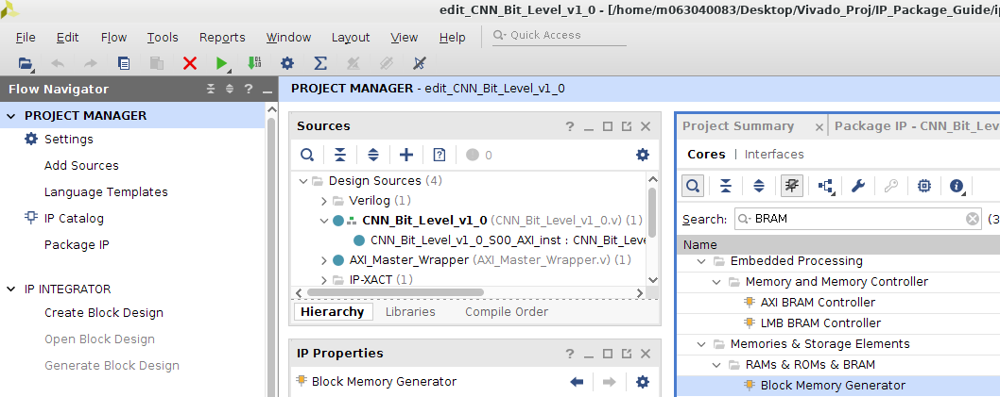 edit_CNN_Bit_Level_v1_0 - [/home/m063040083/Desktop/Vivado_Proj/IP_Package_Guide/ip
File Edit Flow Tools Reports Window Layout View Help Quick Access
Flow Navigator
PROJECT MANAGER
Settings
Add Sources
Language Templates
IP Catalog
Package IP
IP INTEGRATOR
Create Block Design
Open Block Design
Generate Block Design
PROJECT MANAGER - edit_CNN_Bit_Level_v1_0
Sources
0
Design Sources (4)
Verilog (1)
CNN_Bit_Level_v1_0 (CNN_Bit_Level_v1_0.v) (1)
CNN_Bit_Level_v1_0_S00_AXI_inst : CNN_Bit_Leve
AXI_Master_Wrapper (AXI_Master_Wrapper.v) (1)
IP-XACT (1)
Hierarchy Libraries Compile Order
IP Properties
Block Memory Generator
Project Summary Package IP - CNN_Bit_Lev
Cores | Interfaces
Search: BRAM (3
Name
Embedded Processing
Memory and Memory Controller
AXI BRAM Controller
LMB BRAM Controller
Memories & Storage Elements
RAMs & ROMs & BRAM
Block Memory Generator